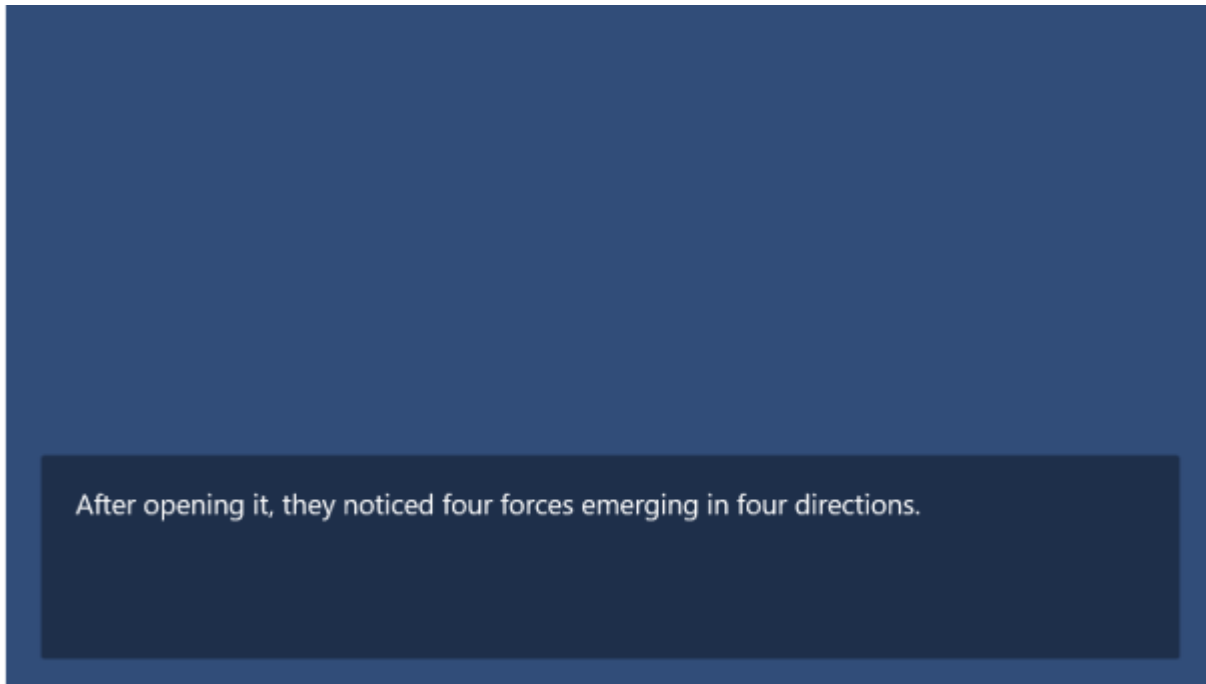 After opening it, they noticed four forces emerging in four directions.